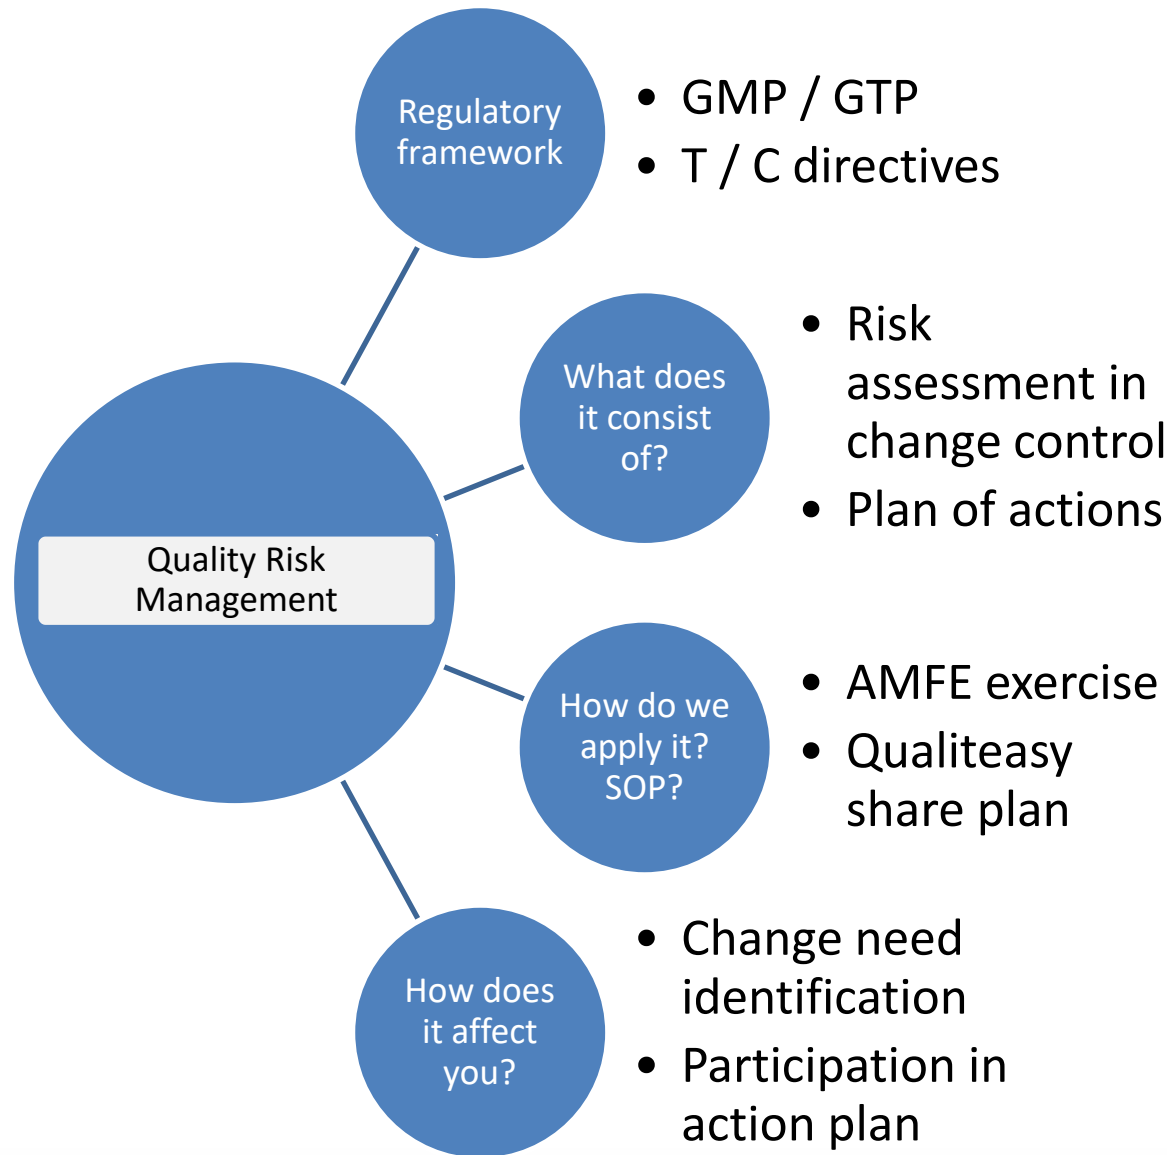 Regulatory
framework
• GMP / GTP
• T / C directives
What does
it consist
of?
• Risk
assessment in
change control
• Plan of actions
Quality Risk
Management
How do we
apply it?
SOP?
• AMFE exercise
• Qualiteasy
share plan
How does
it affect
you?
• Change need
identification
• Participation in
action plan